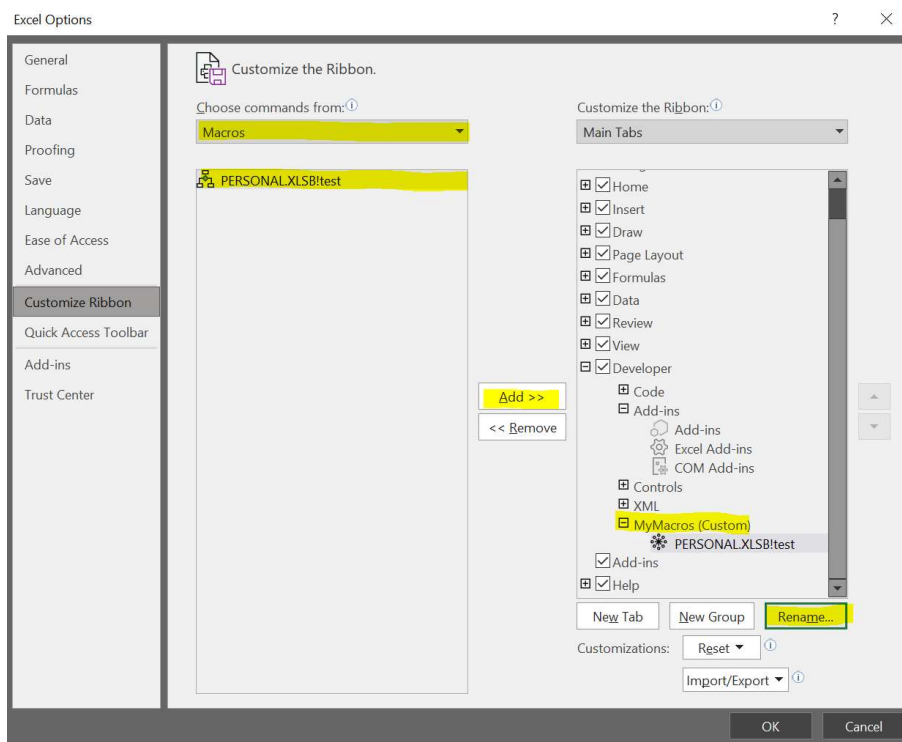 Excel Options
?
General
Formulas
Data
Proofing
Save
Language
Ease of Access
Advanced
Customize Ribbon
Quick Access Toolbar
Add-ins
Trust Center
Customize the Ribbon.
Choose commands from:
Macros
PERSONAL.XLSB!test
Add >>
<< Remove
Customize the Ribbon:
Main Tabs
Home
Insert
Draw
Page Layout
Formulas
Data
Review
View
Developer
Code
Add-ins
Add-ins
Excel Add-ins
COM Add-ins
Controls
XML
MyMacros (Custom)
PERSONAL.XLSB!test
Add-ins
Help
New Tab New Group Rename...
Customizations: Reset
Import/Export
OK Cancel